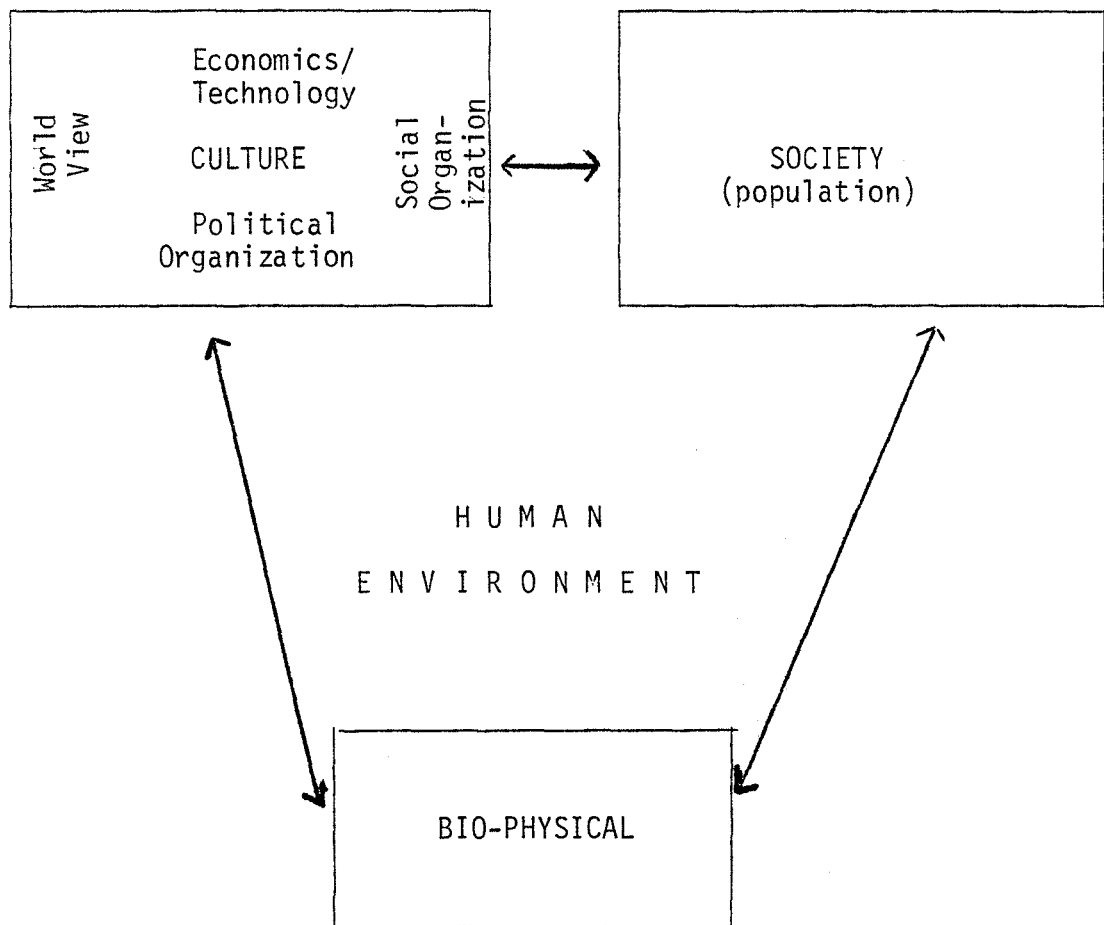 Economics/
Technology
World
View
CULTURE
Social
Organ-
ization
Political
Organization
SOCIETY
(population)
H U M A N
E N V I R O N M E N T
BIO-PHYSICAL